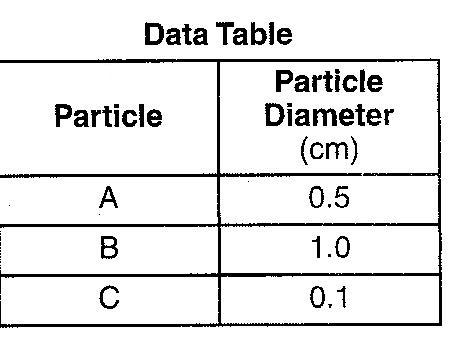 Data Table
Particle
Particle
Diameter
(cm)
A
0.5
B
1.0
C
0.1